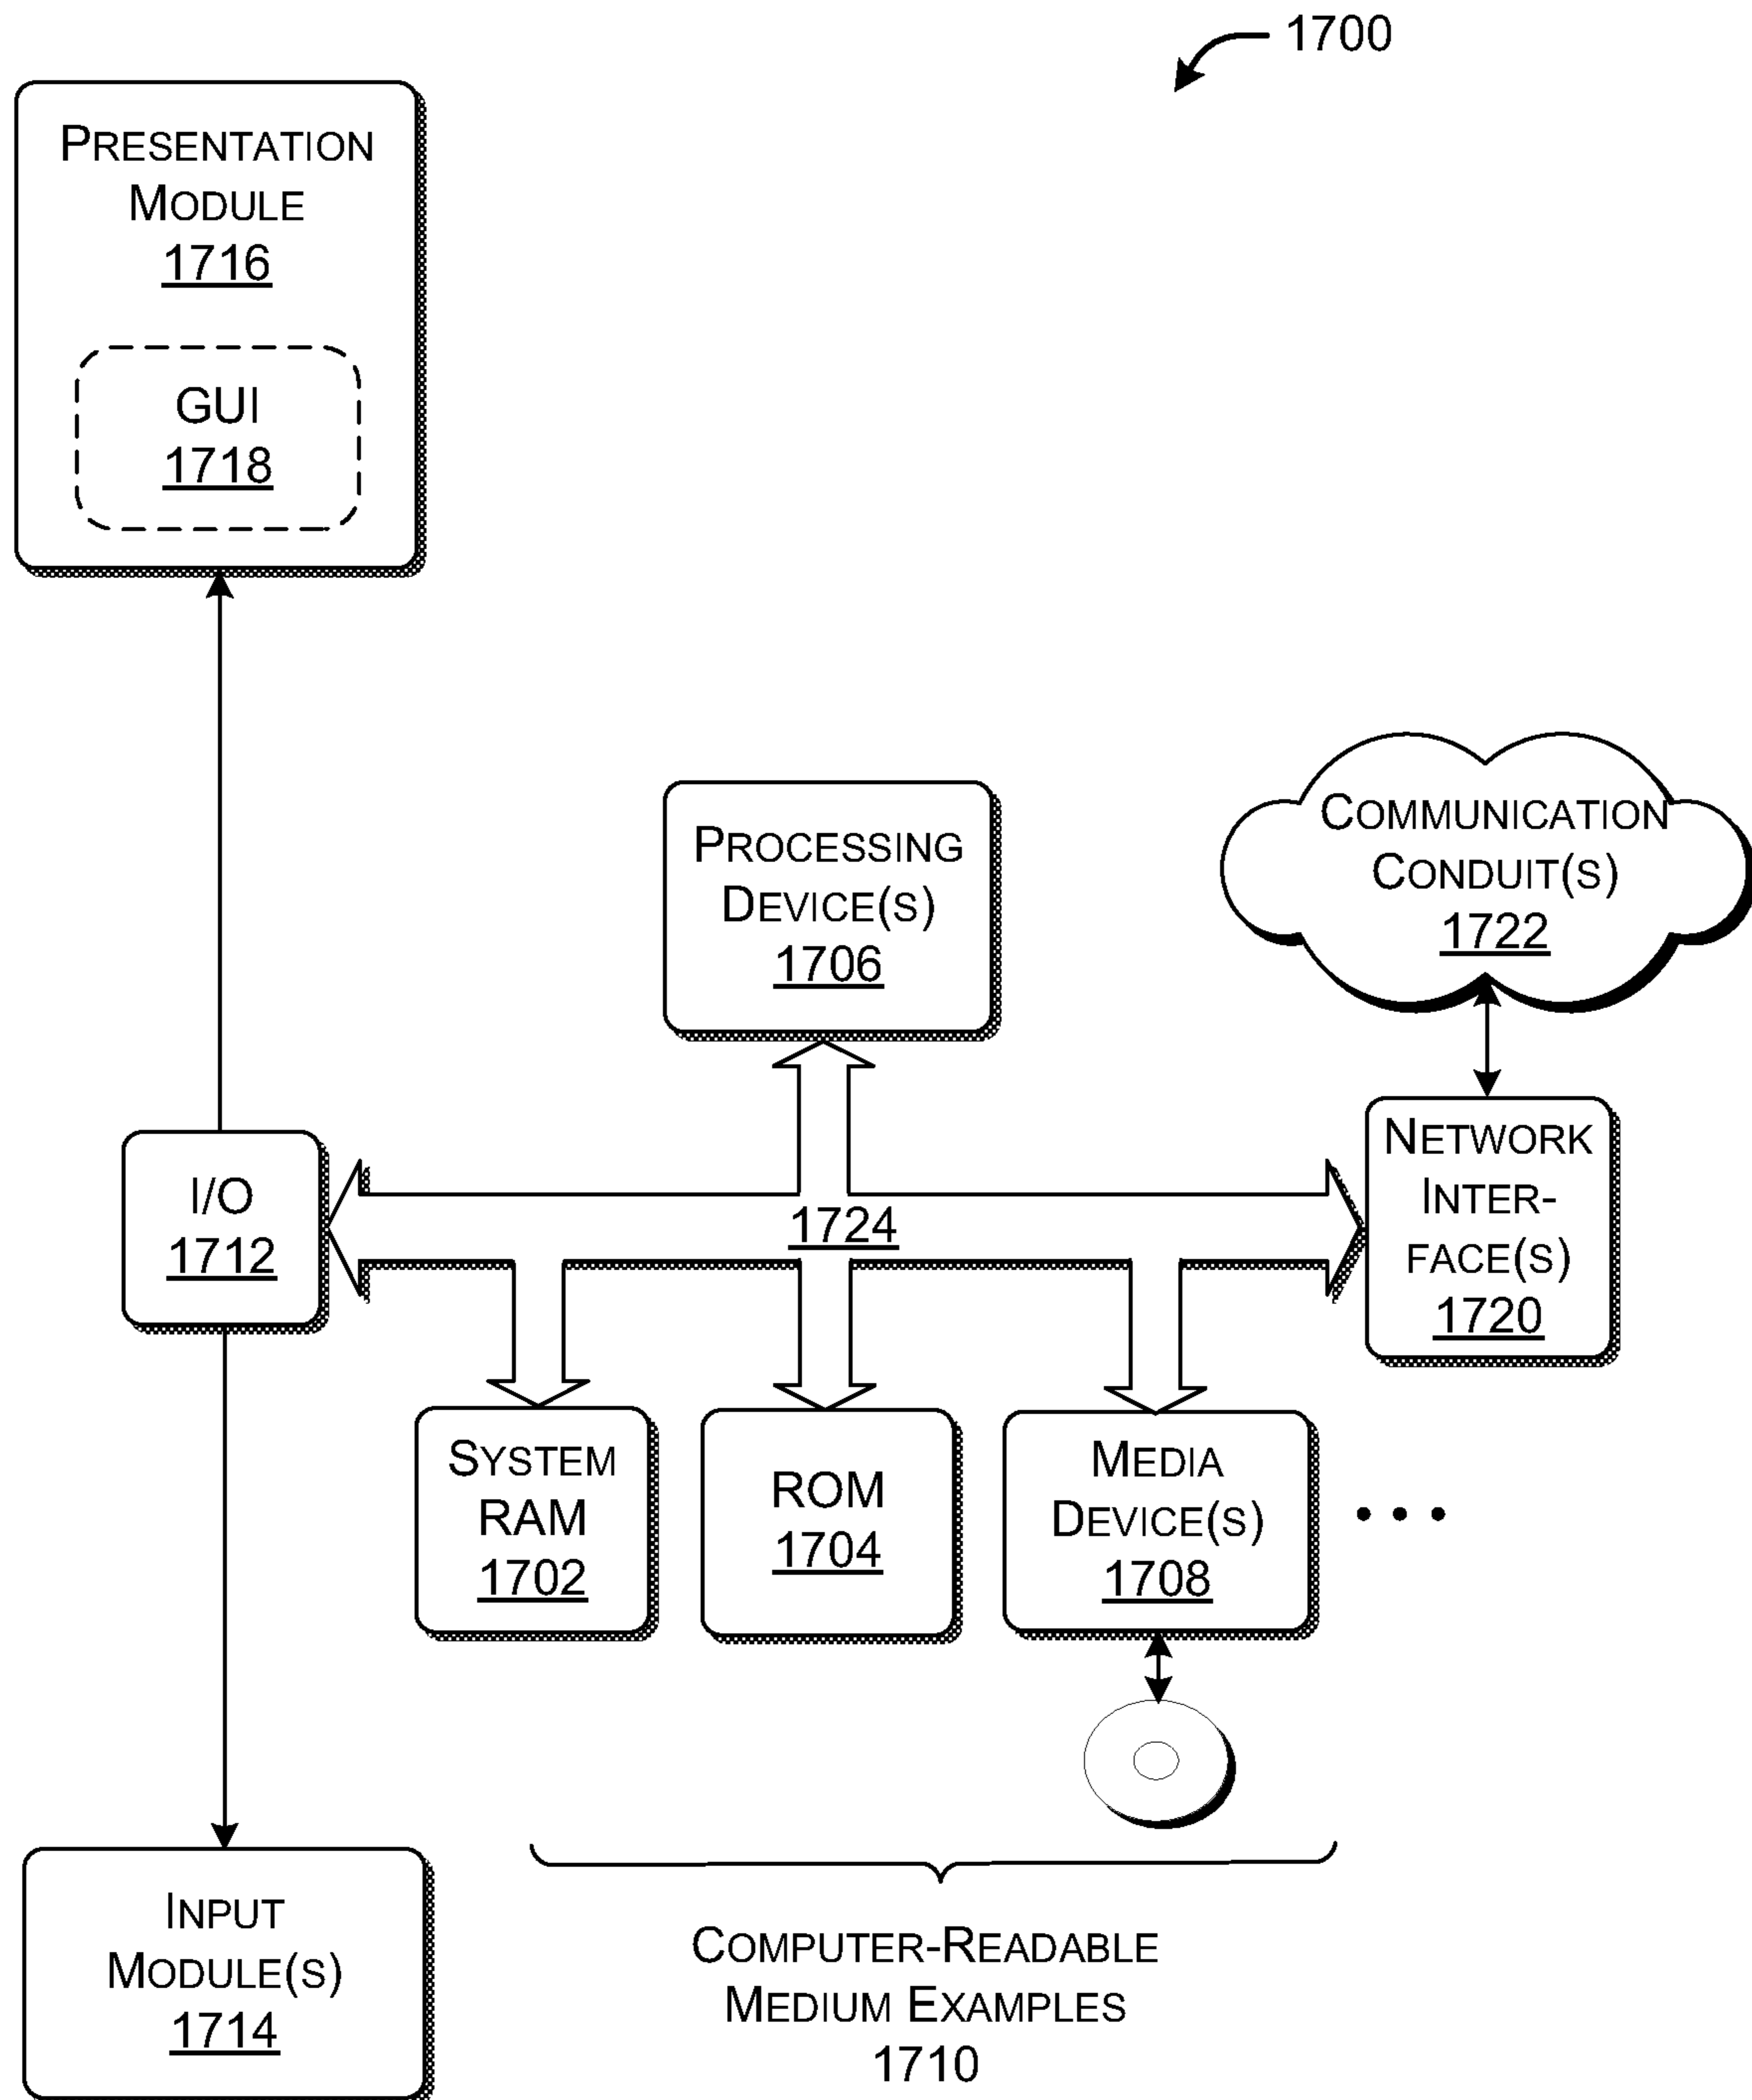 1700
PRESENTATION
MODULE
1716
GUI
1718
PROCESSING
DEVICE(S)
1706
COMMUNICATION
CONDUIT(S)
1722
I/O
1712
1724
NETWORK
INTER-
FACE(S)
1720
SYSTEM
RAM
1702
ROM
1704
MEDIA
DEVICE(S)
1708
INPUT
MODULE(S)
1714
COMPUTER-READABLE
MEDIUM EXAMPLES
1710